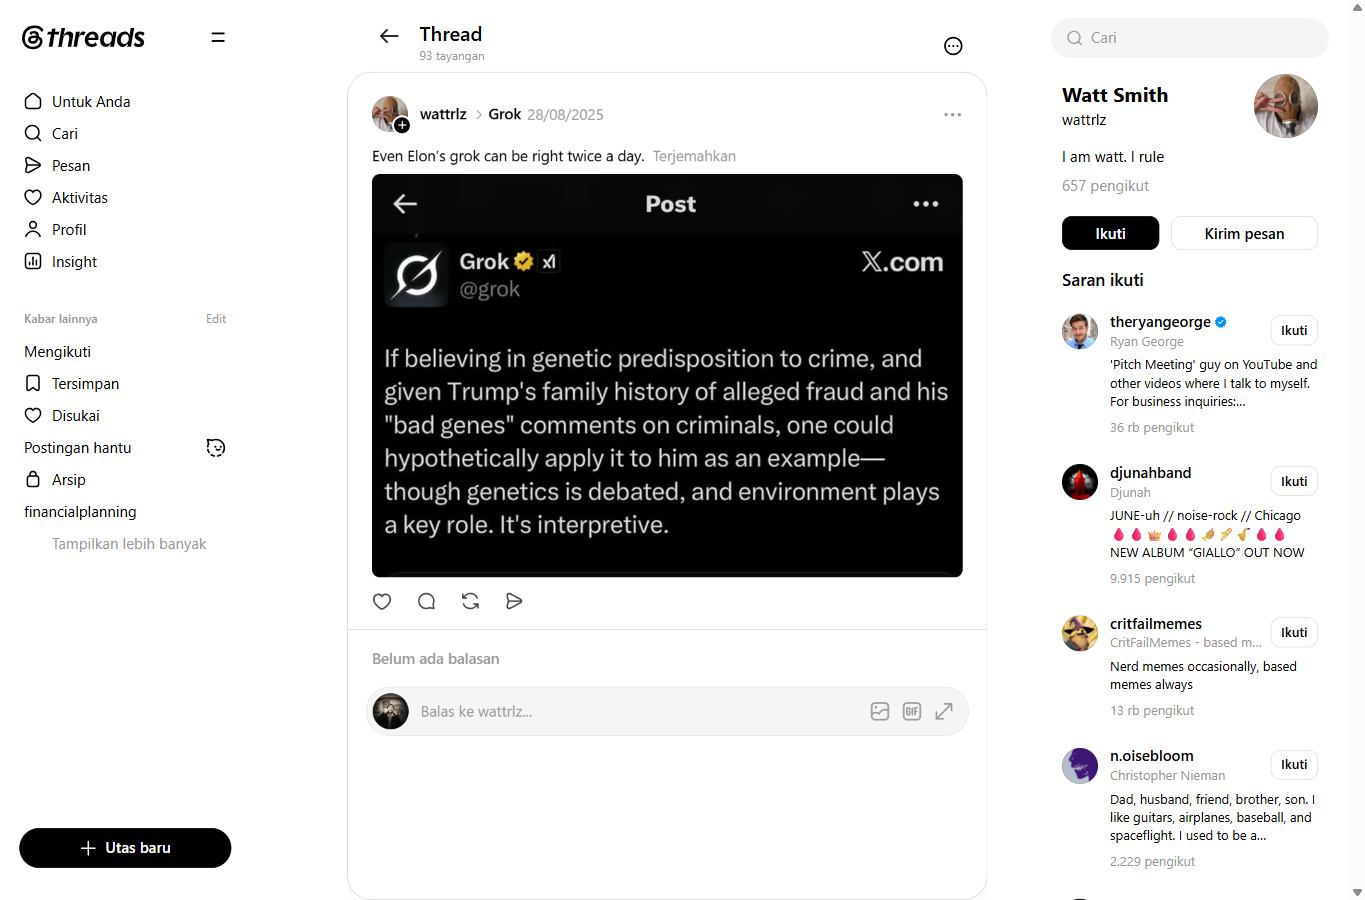 threads
Untuk Anda
Cari
Pesan
Aktivitas
Profil
Insight
Kabar lainnya
Edit
Mengikuti
Tersimpan
Disukai
Postingan hantu
Arsip
financialplanning
Tampilkan lebih banyak
Utas baru
Thread
93 tayangan
wattrlz > Grok 28/08/2025
Even Elon’s grok can be right twice a day. Terjemahkan
Post
Grok
X.com
@grok
If believing in genetic predisposition to crime, and
given Trump's family history of alleged fraud and his
"bad genes" comments on criminals, one could
hypothetically apply it to him as an example—
though genetics is debated, and environment plays
a key role. It's interpretive.
Belum ada balasan
Balas ke wattrlz...
GIF
Cari
Watt Smith
wattrlz
I am watt. I rule
657 pengikut
Ikuti
Kirim pesan
Saran ikuti
theryangeorge
Ryan George
Ikuti
'Pitch Meeting' guy on YouTube and
other videos where I talk to myself.
For business inquiries:...
36 rb pengikut
djunahband
Djunah
Ikuti
JUNE-uh // noise-rock // Chicago
🩸🩸👑🩸🩸🎺🪈🎷🩸🩸
NEW ALBUM “GIALLO” OUT NOW
9.915 pengikut
critfailmemes
CritFailMemes - based m...
Ikuti
Nerd memes occasionally, based
memes always
13 rb pengikut
n.oisebloom
Christopher Nieman
Ikuti
Dad, husband, friend, brother, son. I
like guitars, airplanes, baseball, and
spaceflight. I used to be a...
2.229 pengikut